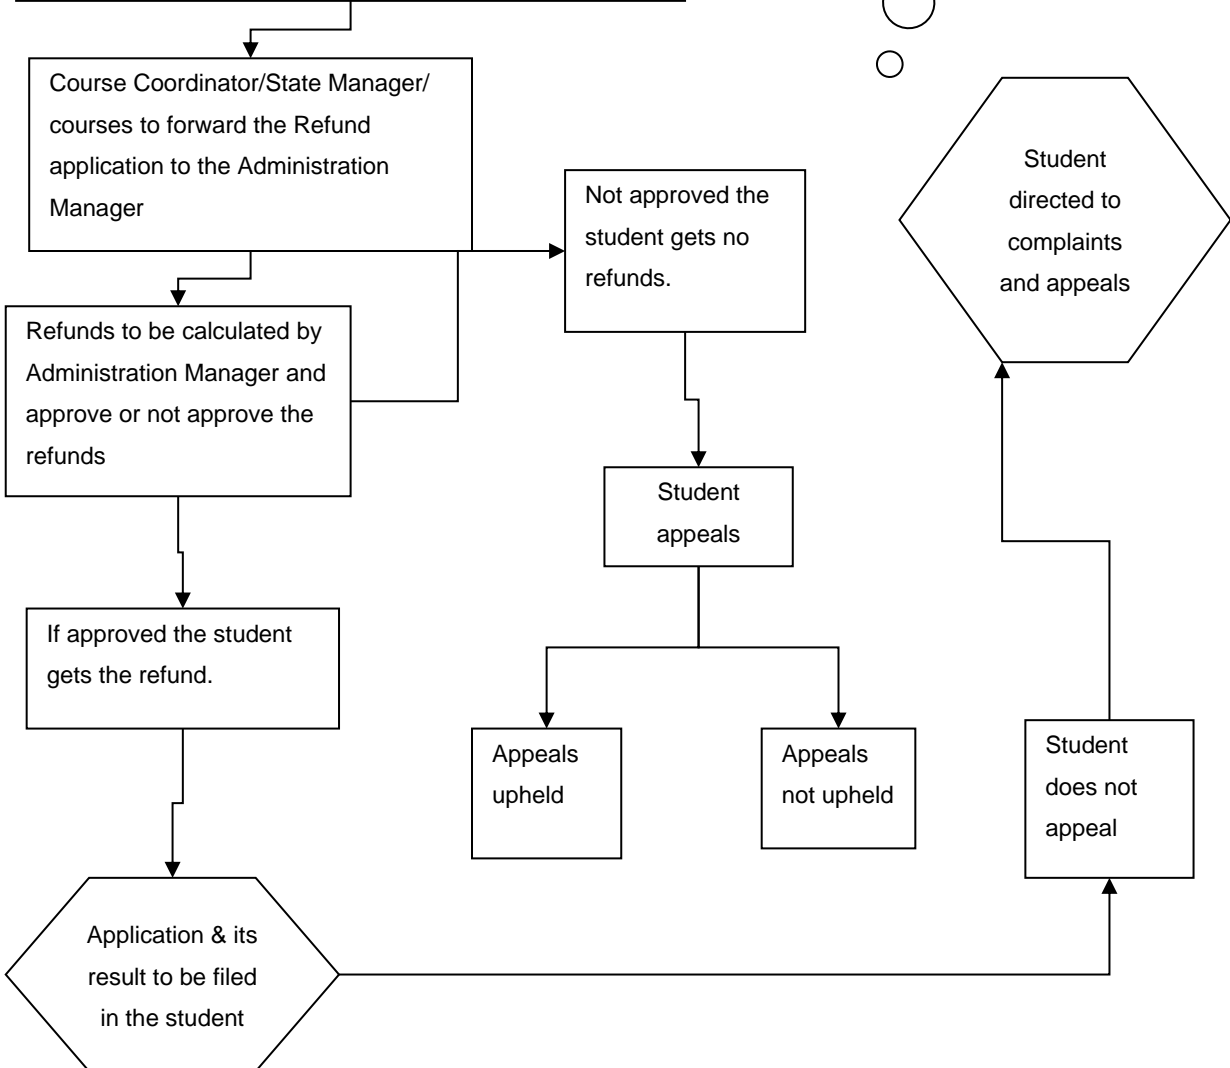 Course Coordinator/State Manager/
courses to forward the Refund
application to the Administration
Manager
Not approved the
student gets no
refunds.
Student
directed to
complaints
and appeals
Refunds to be calculated by
Administration Manager and
approve or not approve the
refunds
Student
appeals
If approved the student
gets the refund.
Appeals
upheld
Appeals
not upheld
Student
does not
appeal
Application & its
result to be filed
in the student